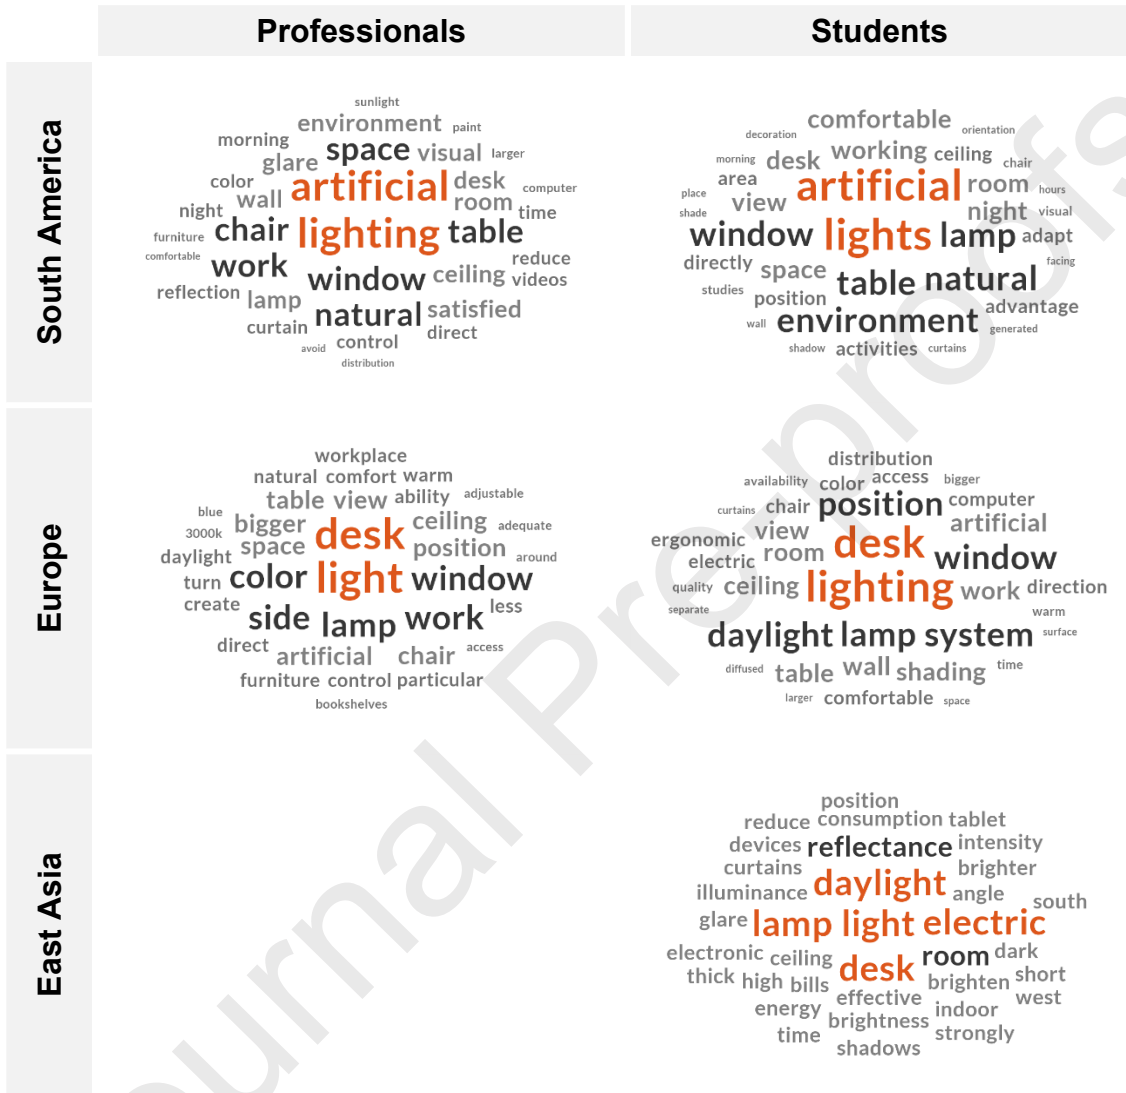 Professionals
Students
South America
sunlight
environment paint
morning space visual larger
glare
color artificial desk computer
wall room
night time
furniture chair lighting table
comfortable work window ceiling reduce
videos
reflection lamp natural satisfied
curtain control direct
avoid
distribution
comfortable
decoration orientation
morning desk working ceiling chair
area artificial room hours
place view night visual
shade
window lights lamp adapt
directly space facing
studies table natural
position advantage
wall environment generated
shadow activities curtains
Europe
workplace
natural comfort warm
table view ability adjustable
blue bigger desk ceiling adequate
3000k
daylight space position around
turn color light window
create less
side lamp work
direct access
artificial chair
furniture control particular
bookshelves
distribution
availability color access bigger
curtains chair position computer
ergonomic view artificial
electric room desk window
quality ceiling lighting work direction
separate warm
daylight lamp system surface
diffused table wall shading time
larger comfortable space
East Asia
position
reduce consumption tablet
devices reflectance intensity
curtains brighter
illuminance daylight angle south
glare lamp light electric
electronic ceiling room dark
thick high bills desk brighten short
energy effective indoor west
time brightness strongly
shadows
Journal Pre-proofs